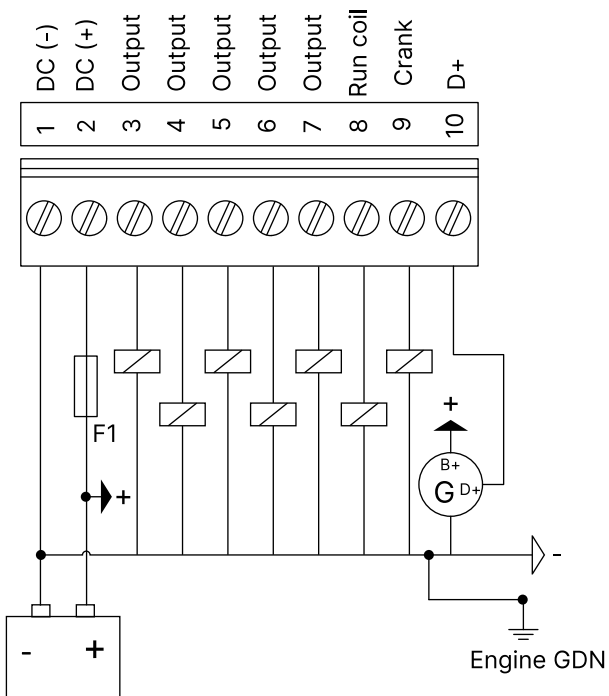 DC (-)
DC (+)
Output
Output
Output
Output
Output
Run coil
Crank
D+
1 2 3 4 5 6 7 8 9 10
F1
+
+
B+
G D+
-
- +
Engine GDN